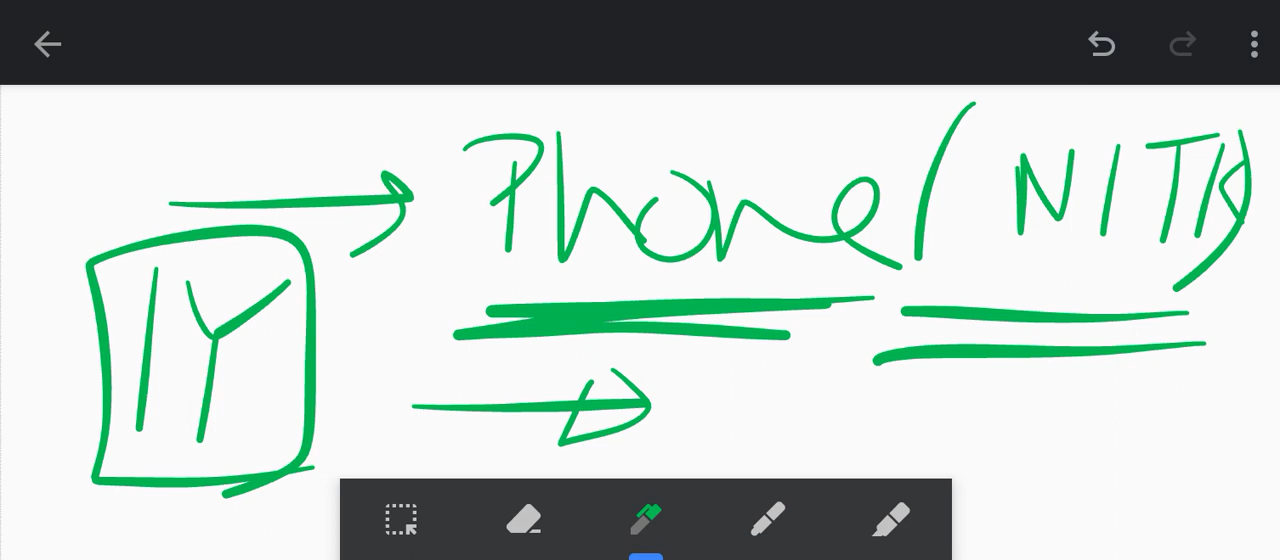 → Phone (NITK)
IY
→